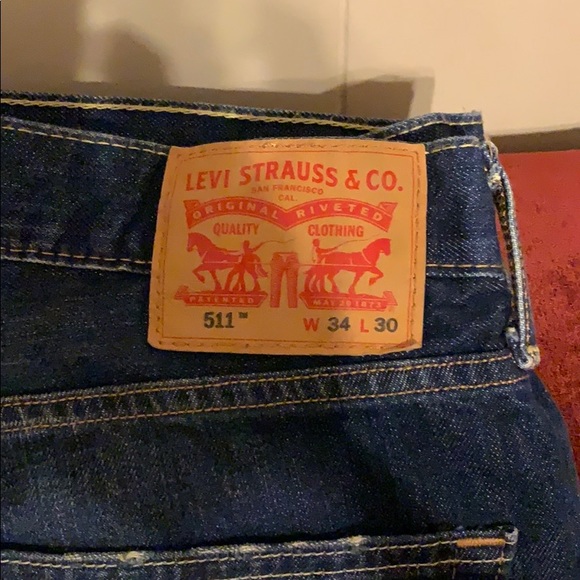 LEVI STRAUSS & CO.
SAN FRANCISCO
CAL.
ORIGINAL RIVETED
QUALITY CLOTHING
PATENTED MAY 20 1873
511™ W 34 L 30